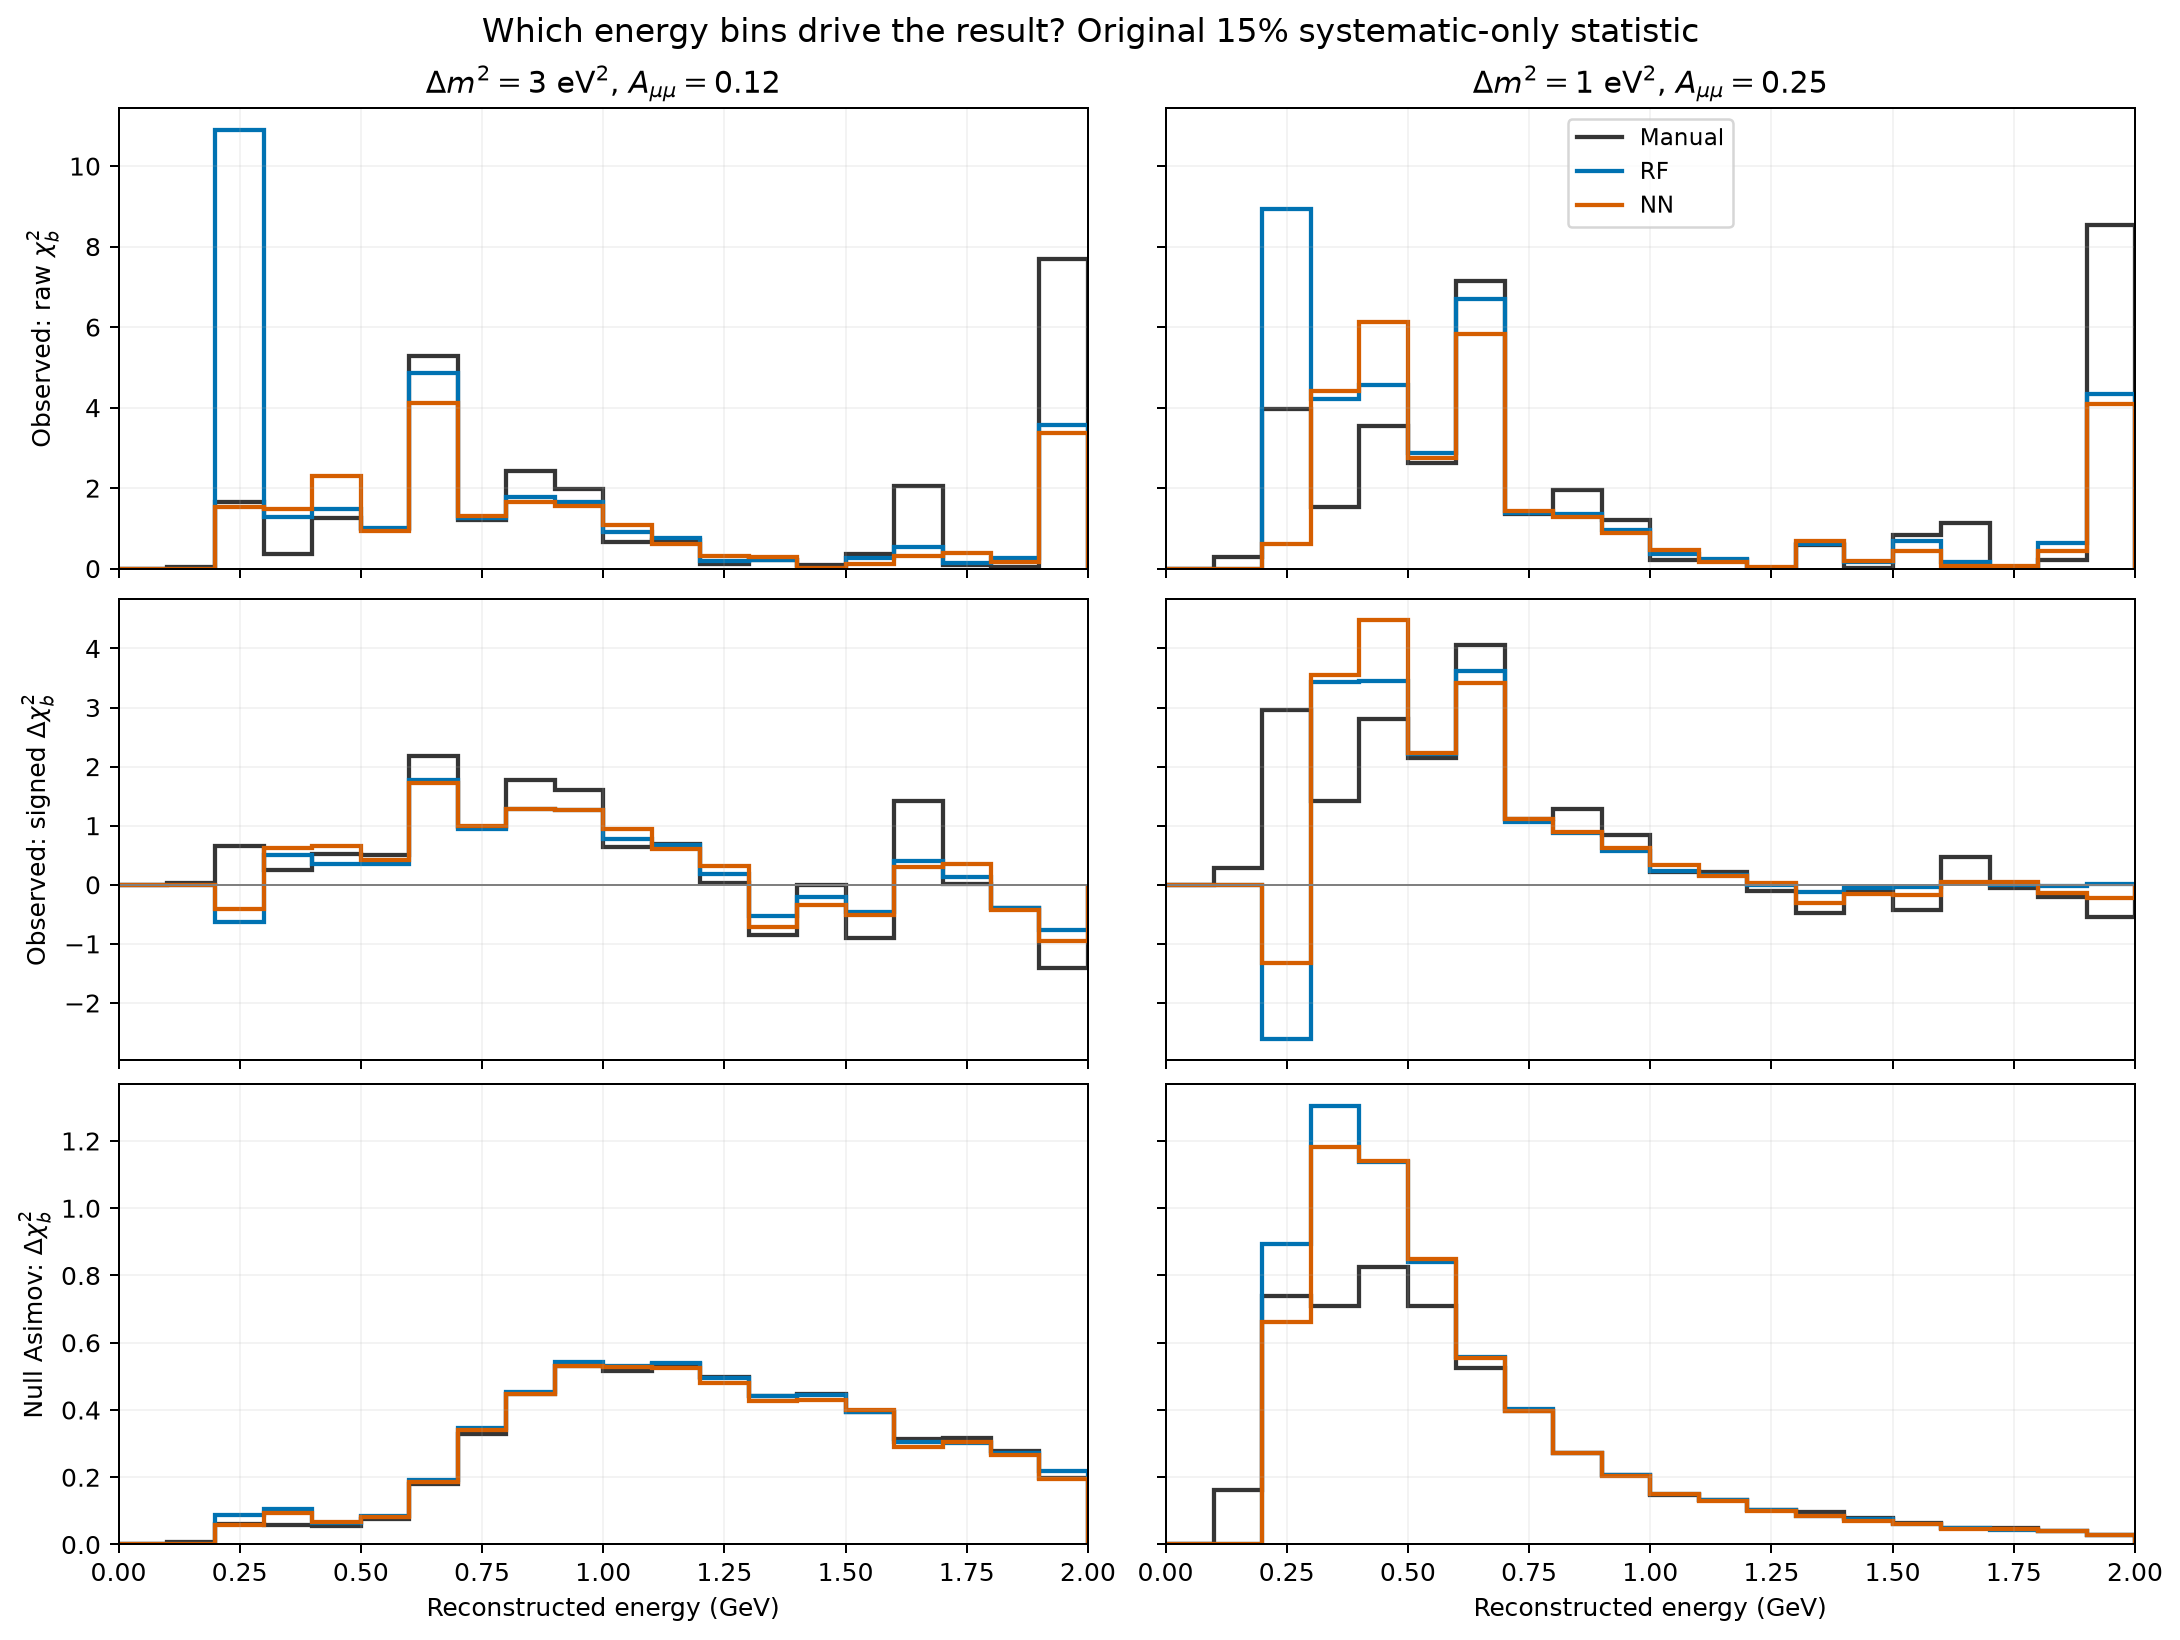 Which energy bins drive the result? Original 15% systematic-only statistic
Δm² = 3 eV², A_μμ = 0.12
Δm² = 1 eV², A_μμ = 0.25
Observed: raw χ²_b
10
8
6
4
2
0
Manual
RF
NN
Observed: signed Δχ²_b
4
3
2
1
0
−1
−2
Null Asimov: Δχ²_b
1.2
1.0
0.8
0.6
0.4
0.2
0.0
0.00 0.25 0.50 0.75 1.00 1.25 1.50 1.75 2.00
0.00 0.25 0.50 0.75 1.00 1.25 1.50 1.75 2.00
Reconstructed energy (GeV)
Reconstructed energy (GeV)